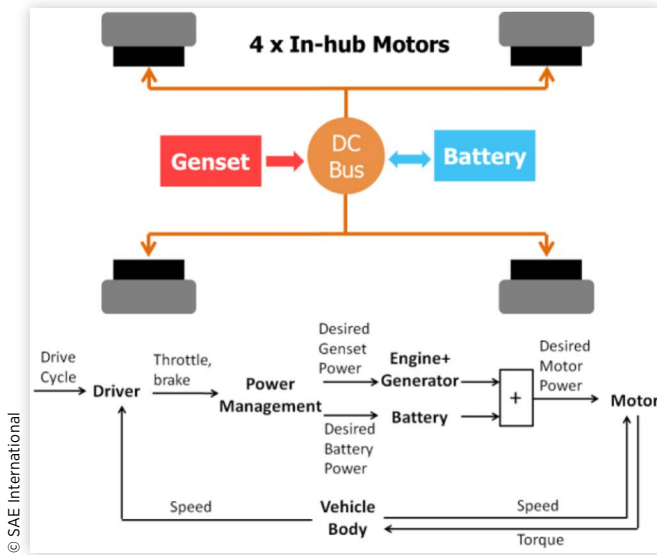 4 x In-hub Motors
Genset
DC
Bus
Battery
Drive
Cycle
Driver
Throttle,
brake
Power
Management
Desired
Genset
Power
Engine+
Generator
Desired
Battery
Power
Battery
+
Desired
Motor
Power
Motor
Speed
Vehicle
Body
Speed
Torque
© SAE International